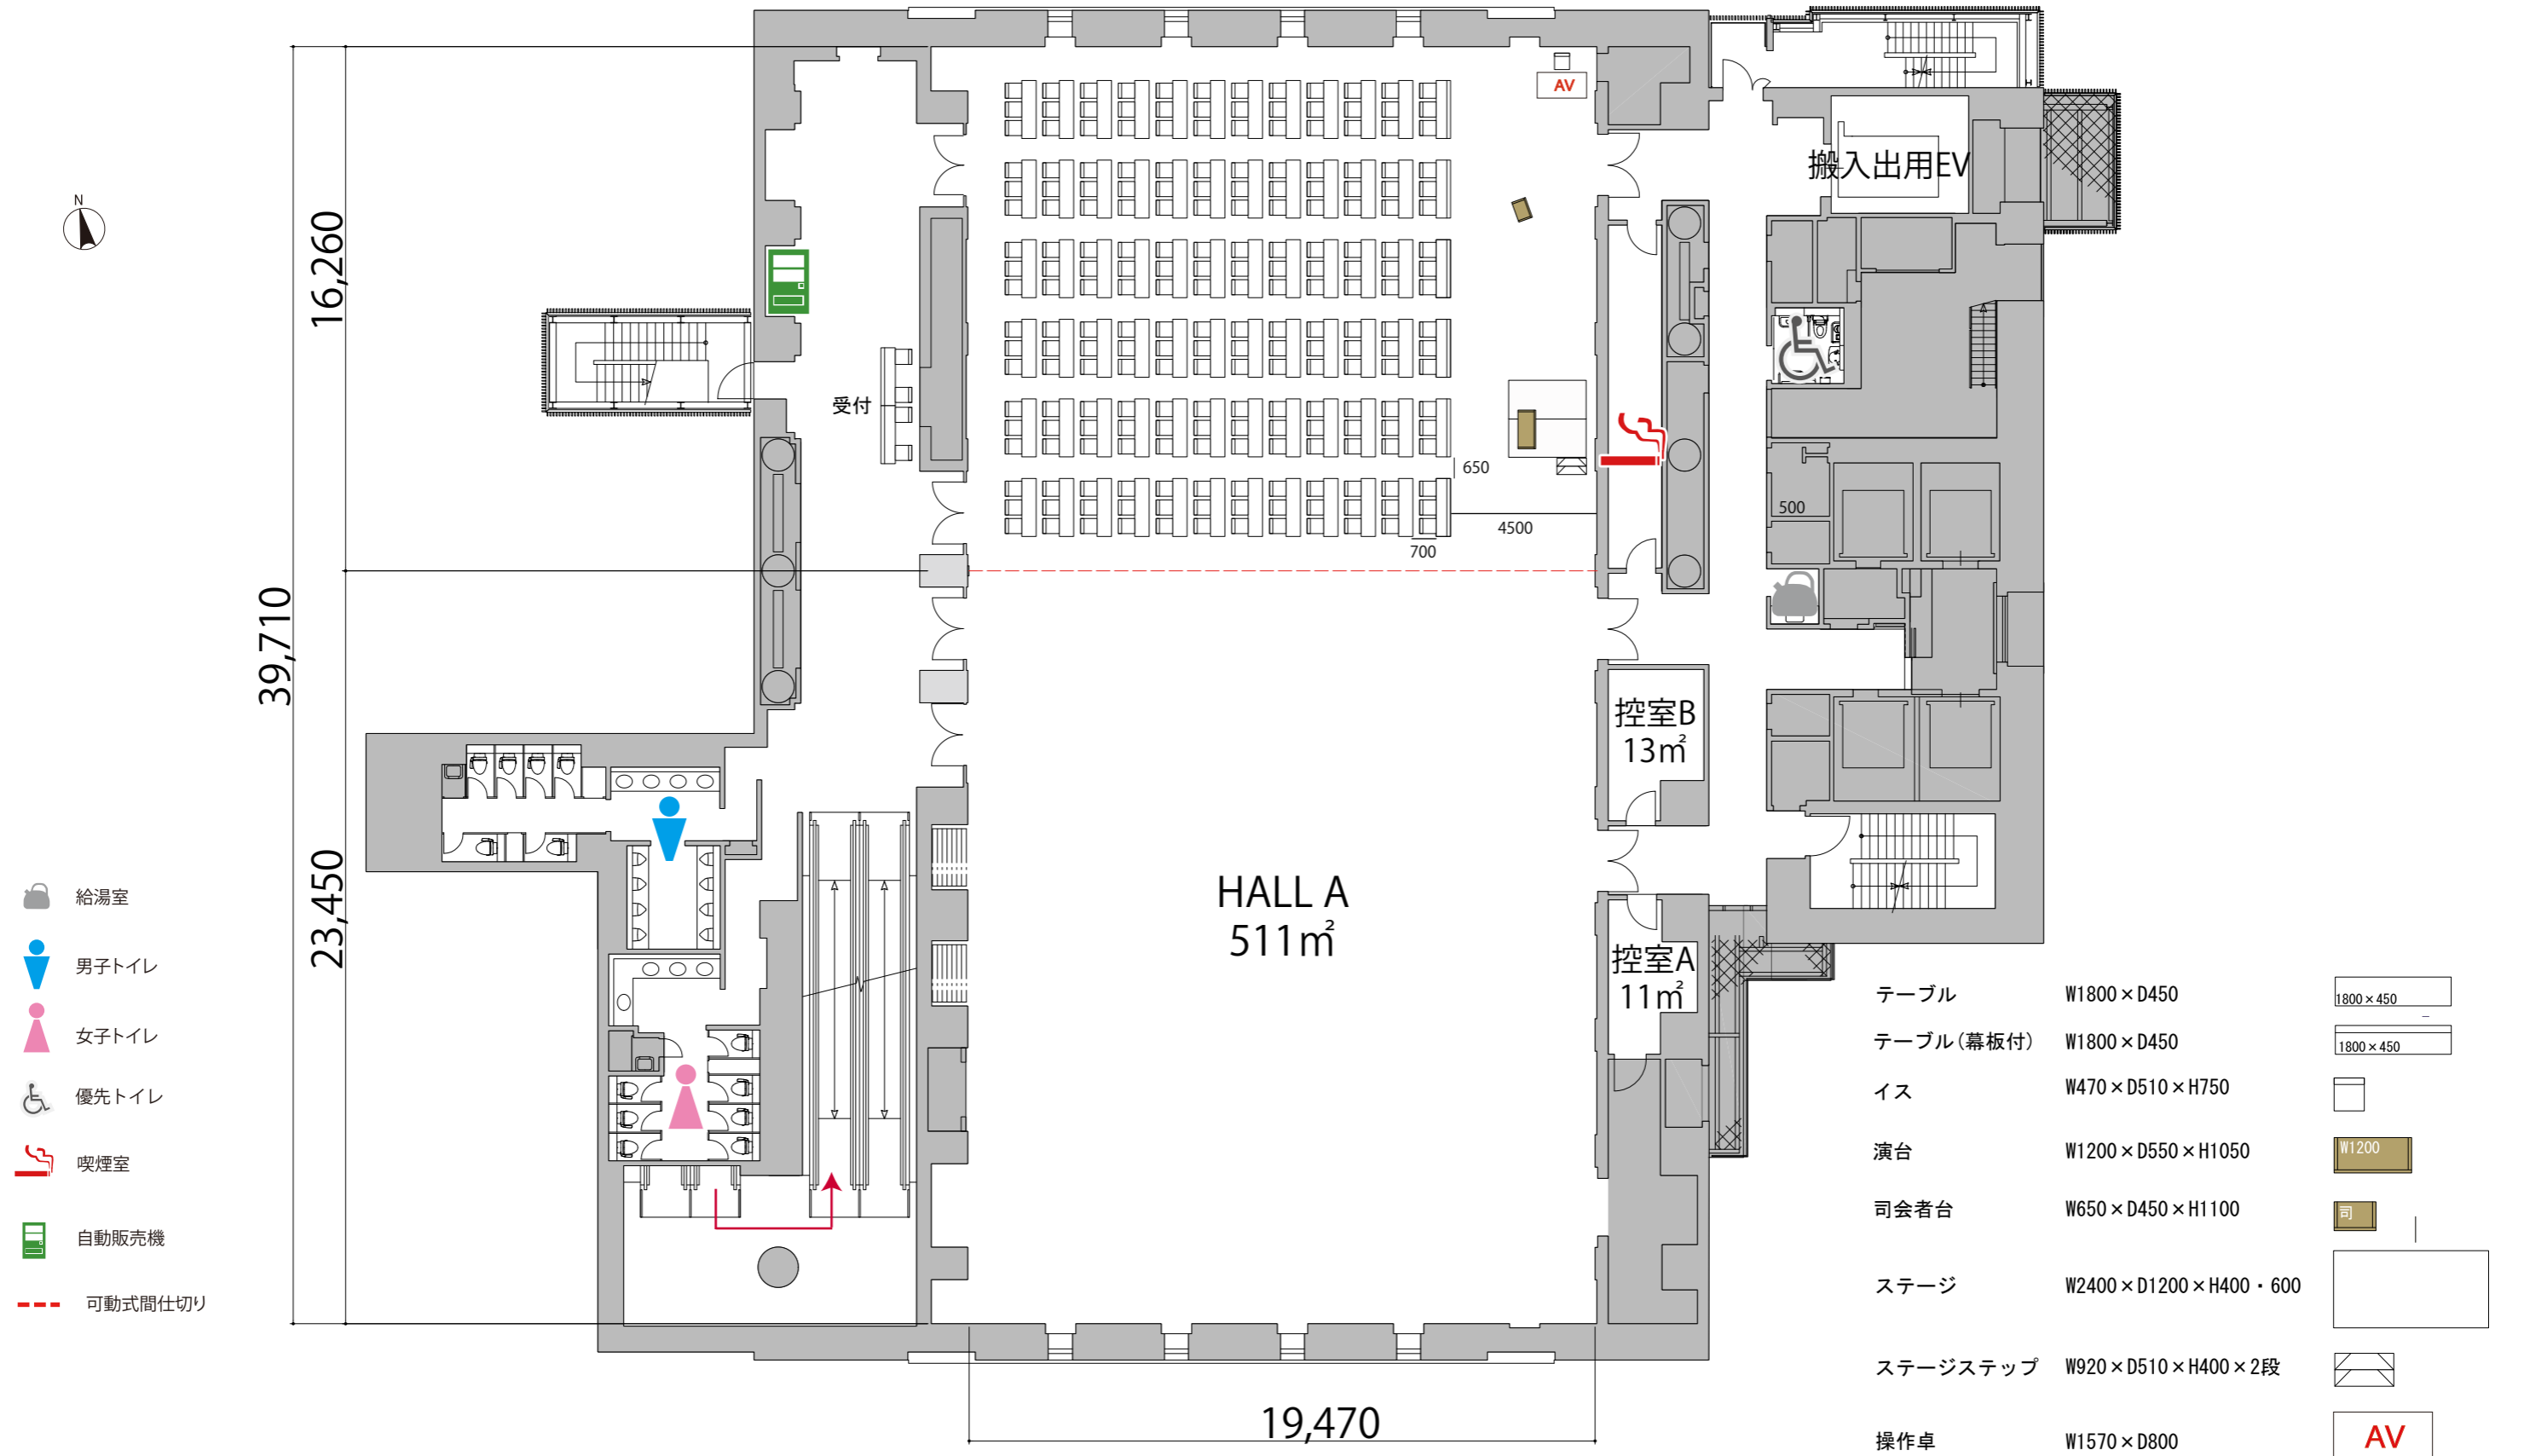 N
AV
搬入出用EV
16,260
受付
650
500
4500
700
39,710
控室B
13㎡
HALL A
511㎡
控室A
11㎡
23,450
19,470
給湯室
男子トイレ
女子トイレ
優先トイレ
喫煙室
自動販売機
可動式間仕切り
テーブル W1800×D450 1800×450
テーブル(幕板付) W1800×D450 1800×450
イス W470×D510×H750
演台 W1200×D550×H1050 W1200
司会者台 W650×D450×H1100 司
ステージ W2400×D1200×H400・600
ステージステップ W920×D510×H400×2段
操作卓 W1570×D800 AV